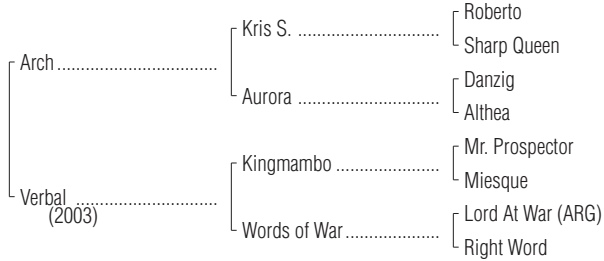 Roberto
Kris S.
Sharp Queen
Arch
Danzig
Aurora
Althea
Mr. Prospector
Kingmambo
Miesque
Verbal
(2003)
Lord At War (ARG)
Words of War
Right Word